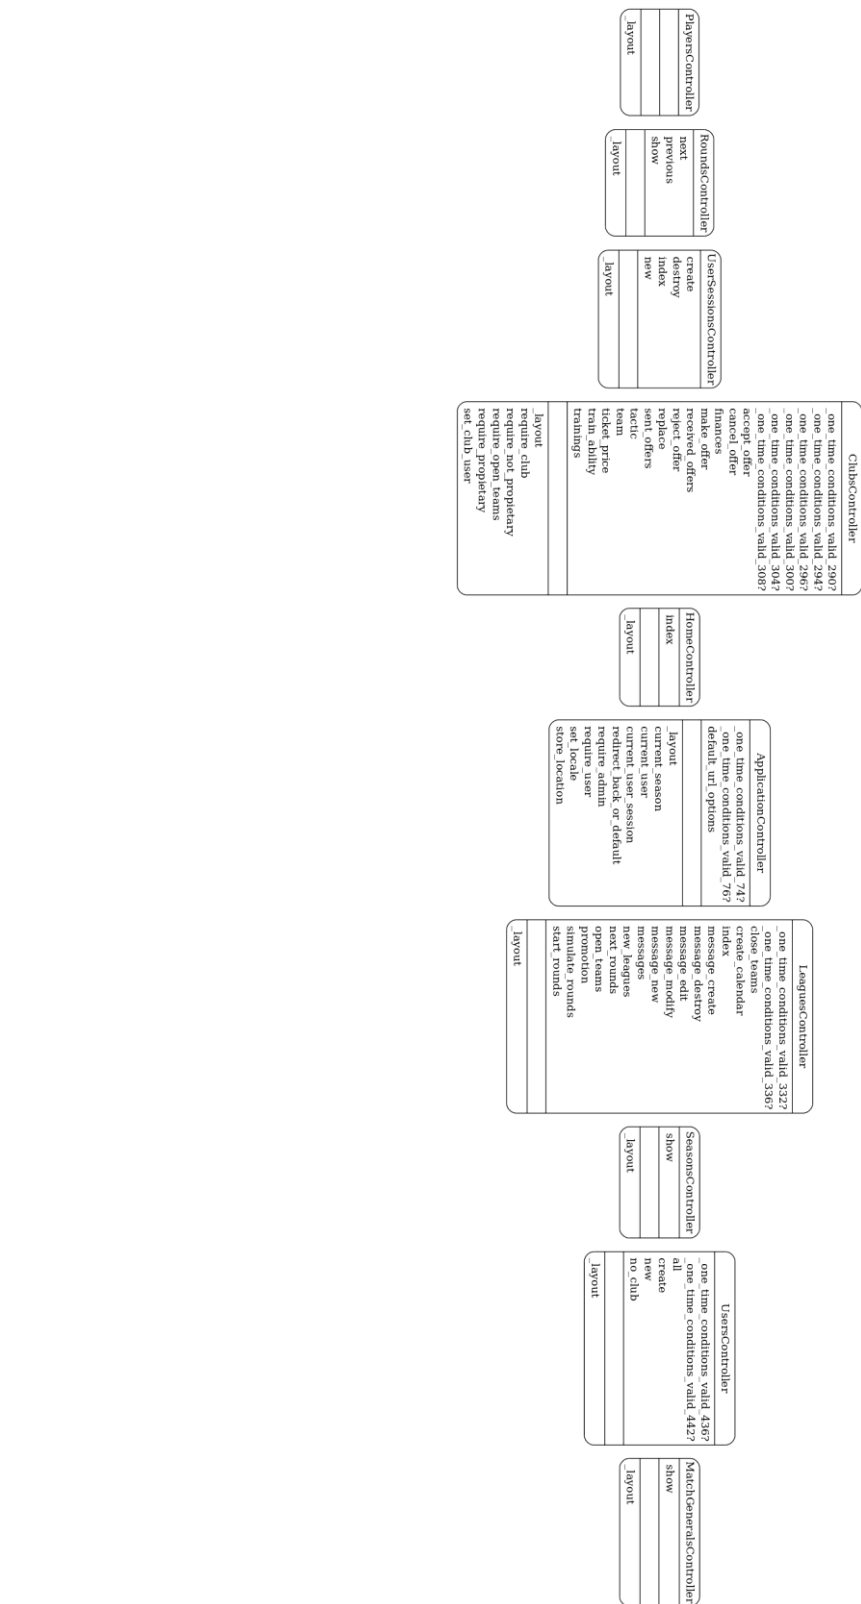 PlayersController
_layout
RoundsController
next
previous
show
_layout
UserSessionsController
create
destroy
index
new
_layout
ClubsController
_one_time_conditions_valid_290?
_one_time_conditions_valid_294?
_one_time_conditions_valid_296?
_one_time_conditions_valid_300?
_one_time_conditions_valid_304?
_one_time_conditions_valid_308?
accept_offer
cancel_offer
finances
make_offer
received_offers
reject_offer
replace
sent_offers
tactic
team
ticket_price
train_ability
trainings
_layout
require_club
require_not_propietary
require_open_teams
require_propietary
set_club_user
HomeController
index
_layout
ApplicationController
_one_time_conditions_valid_74?
_one_time_conditions_valid_76?
default_url_options
_layout
current_season
current_user
current_user_session
redirect_back_or_default
require_admin
require_user
set_locale
store_location
LeaguesController
_one_time_conditions_valid_332?
_one_time_conditions_valid_336?
close_teams
create_calendar
index
message_create
message_destroy
message_edit
message_modify
message_new
messages
new_leagues
next_rounds
open_teams
promotion
simulate_rounds
start_rounds
_layout
SeasonsController
show
_layout
UsersController
_one_time_conditions_valid_436?
_one_time_conditions_valid_442?
all
create
new
no_club
_layout
MatchGeneralsController
show
_layout